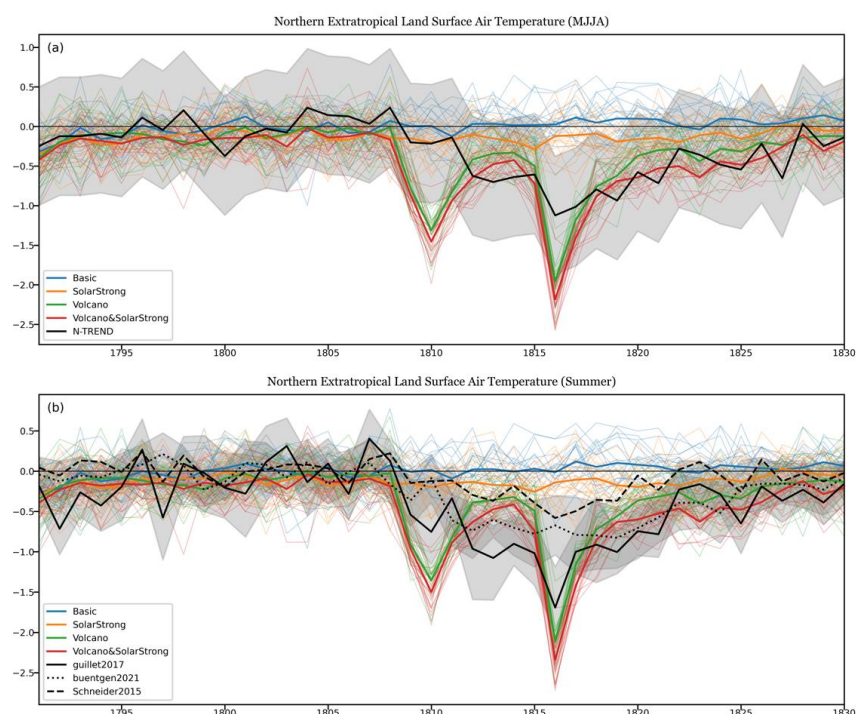 Northern Extratropical Land Surface Air Temperature (MJJA)
(a)
1.0
0.5
0.0
−0.5
−1.0
−1.5
−2.0
−2.5
Basic
SolarStrong
Volcano
Volcano&SolarStrong
N-TREND
1795 1800 1805 1810 1815 1820 1825 1830
Northern Extratropical Land Surface Air Temperature (Summer)
(b)
0.5
0.0
−0.5
−1.0
−1.5
−2.0
−2.5
Basic
SolarStrong
Volcano
Volcano&SolarStrong
guillet2017
buentgen2021
Schneider2015
1795 1800 1805 1810 1815 1820 1825 1830